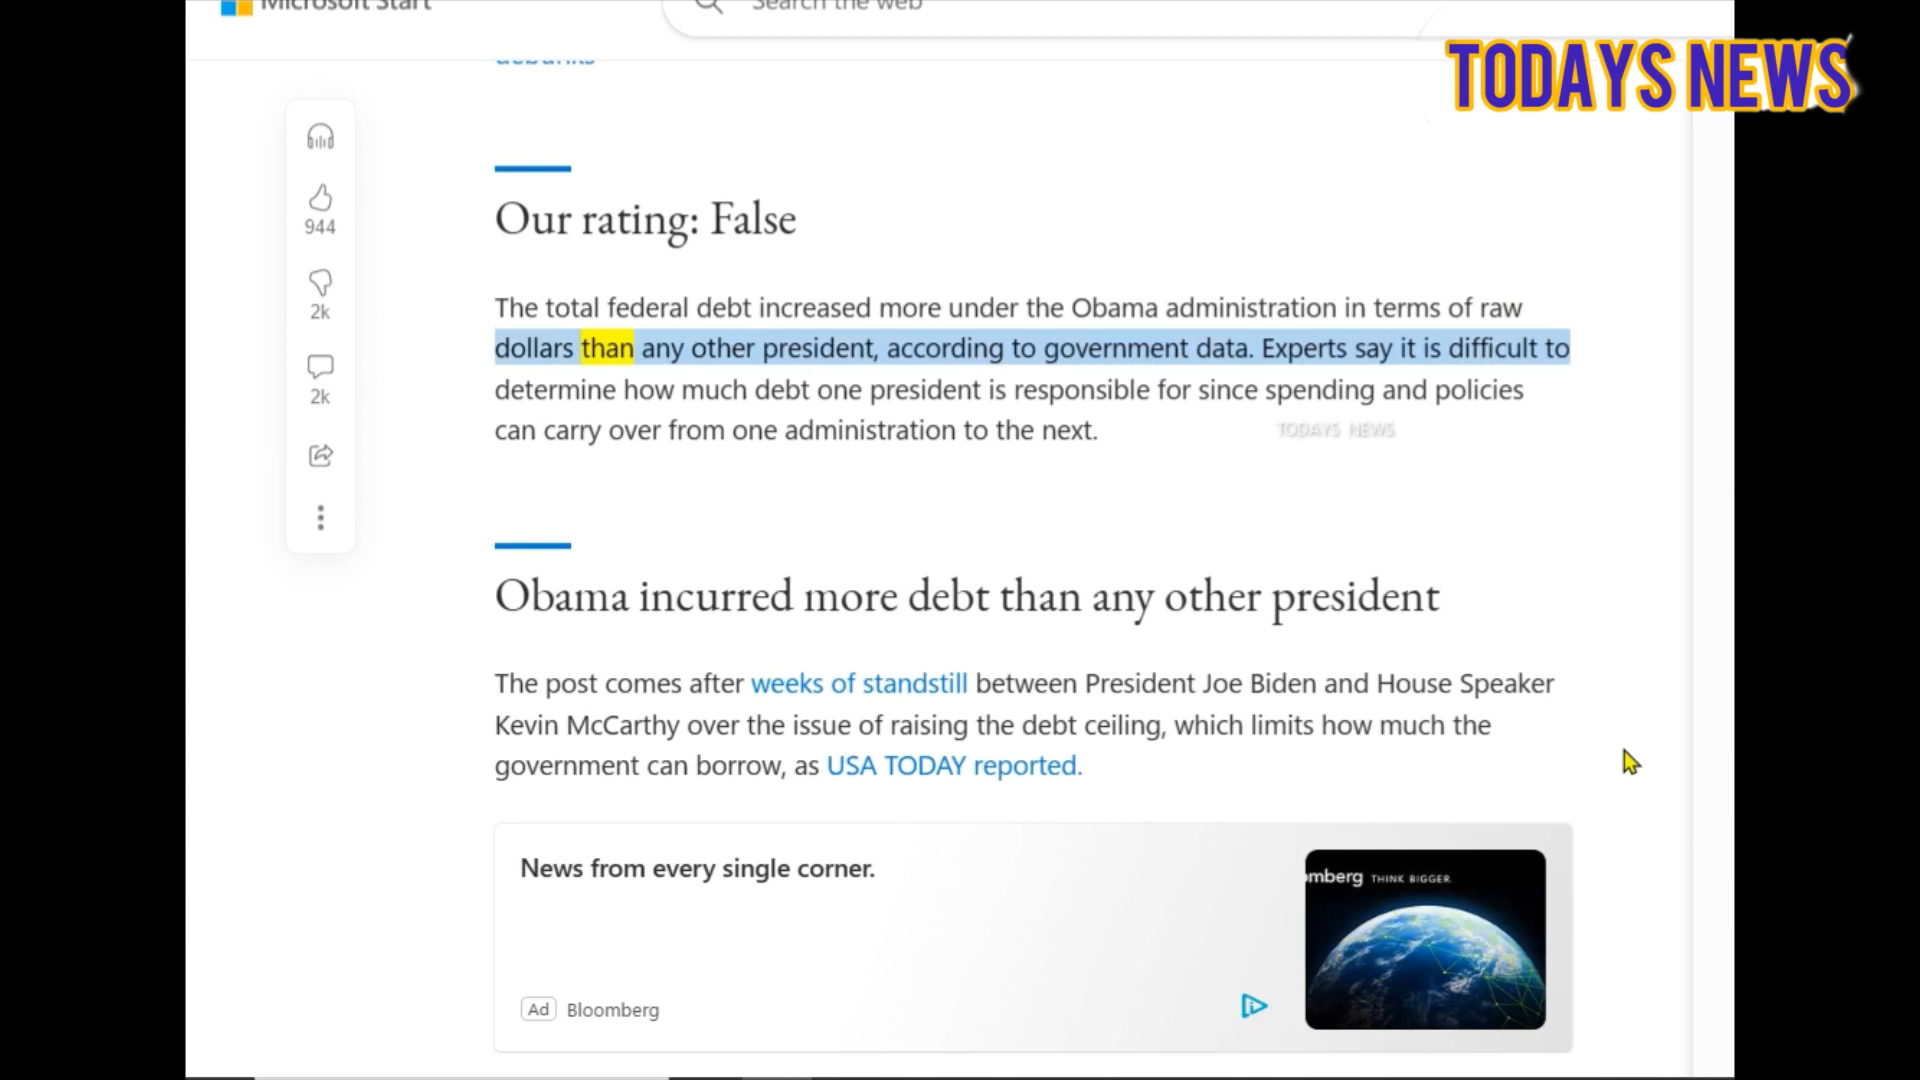 Microsoft Start
Search the web
TODAYS NEWS
debunks
944
2k
2k
Our rating: False
The total federal debt increased more under the Obama administration in terms of raw
dollars than any other president, according to government data. Experts say it is difficult to
determine how much debt one president is responsible for since spending and policies
can carry over from one administration to the next.
TODAYS NEWS
Obama incurred more debt than any other president
The post comes after weeks of standstill between President Joe Biden and House Speaker
Kevin McCarthy over the issue of raising the debt ceiling, which limits how much the
government can borrow, as USA TODAY reported.
News from every single corner.
omberg THINK BIGGER.
Ad Bloomberg